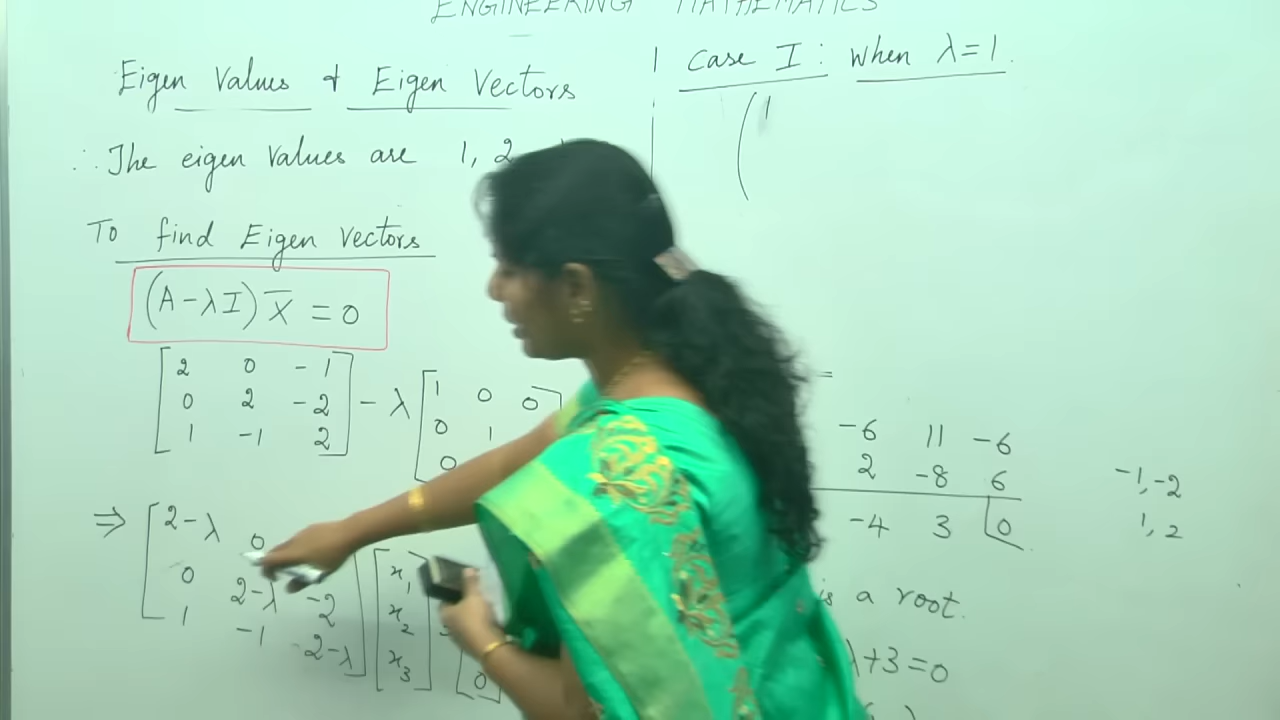 ENGINEERING MATHEMATICS
Eigen Values & Eigen Vectors
∴ The eigen values are 1, 2
To find Eigen Vectors
(A-λI) X̅ = 0
[2 0 -1] - λ [1 0 0]
0 2 -2 0 1
1 -1 2 0
⇒ [2-λ 0
0 2-λ -2
1 -1 2-λ] [x₁
x₂
x₃]
0
Case I : when λ=1.
(1
=
-6 11 -6
2 -8 6
-4 3 0
-1, -2
1, 2
is a root.
λ+3=0